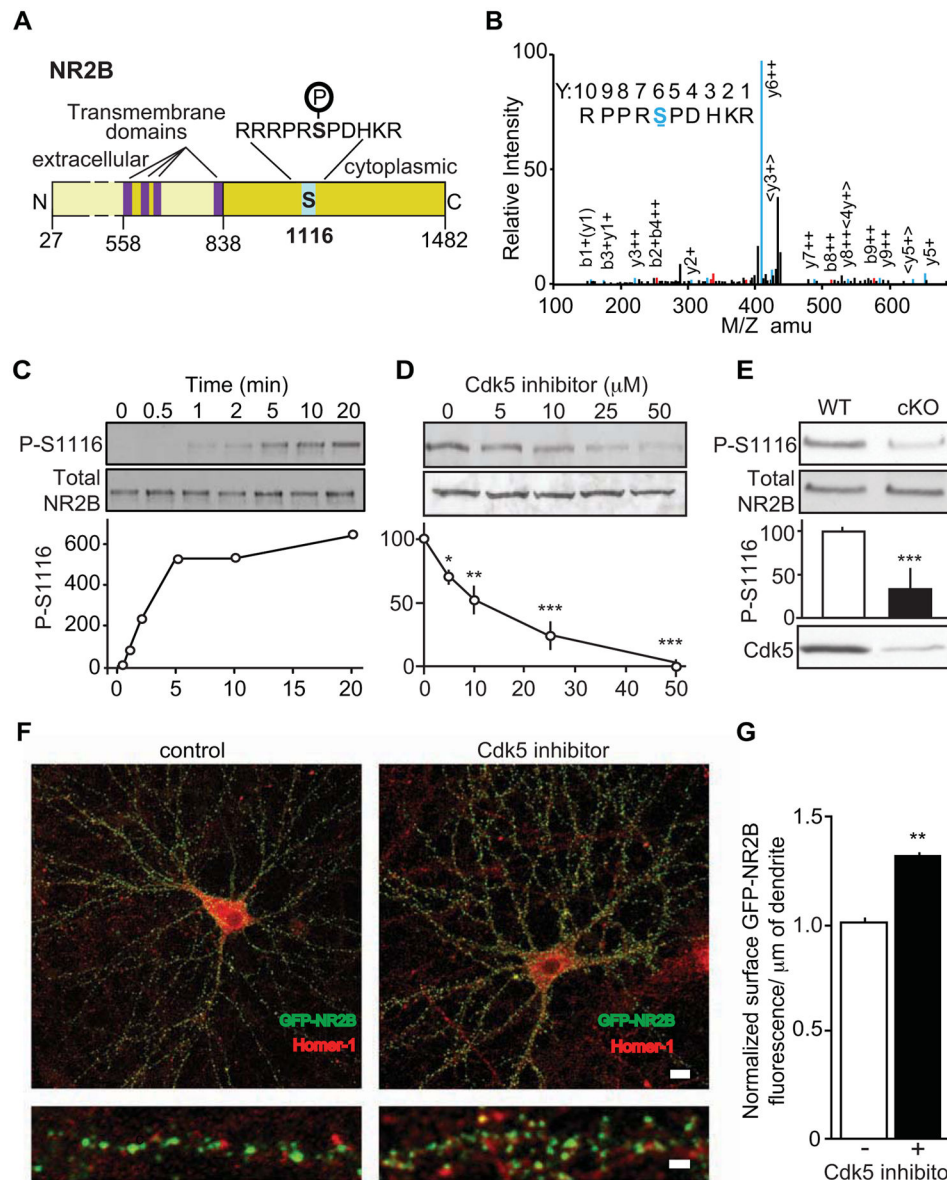 A
NR2B
P
Transmembrane
domains
RRRPRSPDHKR
extracellular
cytoplasmic
N
S
C
27
558
838
1116
1482
B
100
50
0
Relative Intensity
Y:10 9 8 7 6 5 4 3 2 1
R P P R S P D H K R
b1+(y1)
b3+y1+
y3++
b2+b4++
y2+
<y3+>
y6++
y7++
b8++
y8++<4y+>
b9++
y9++
<y5+>
y5+
100 200 300 400 500 600
M/Z amu
C
Time (min)
0 0.5 1 2 5 10 20
P-S1116
Total
NR2B
P-S1116
600
400
200
0
0 5 10 15 20
D
Cdk5 inhibitor (μM)
0 5 10 25 50
100
50
0
*
**
***
***
0 10 20 30 40 50
E
WT cKO
P-S1116
Total
NR2B
P-S1116
100
50
0
***
Cdk5
F
control
Cdk5 inhibitor
GFP-NR2B
Homer-1
GFP-NR2B
Homer-1
G
Normalized surface GFP-NR2B
fluorescence/ μm of dendrite
1.5
1.0
0.5
0
**
- +
Cdk5 inhibito